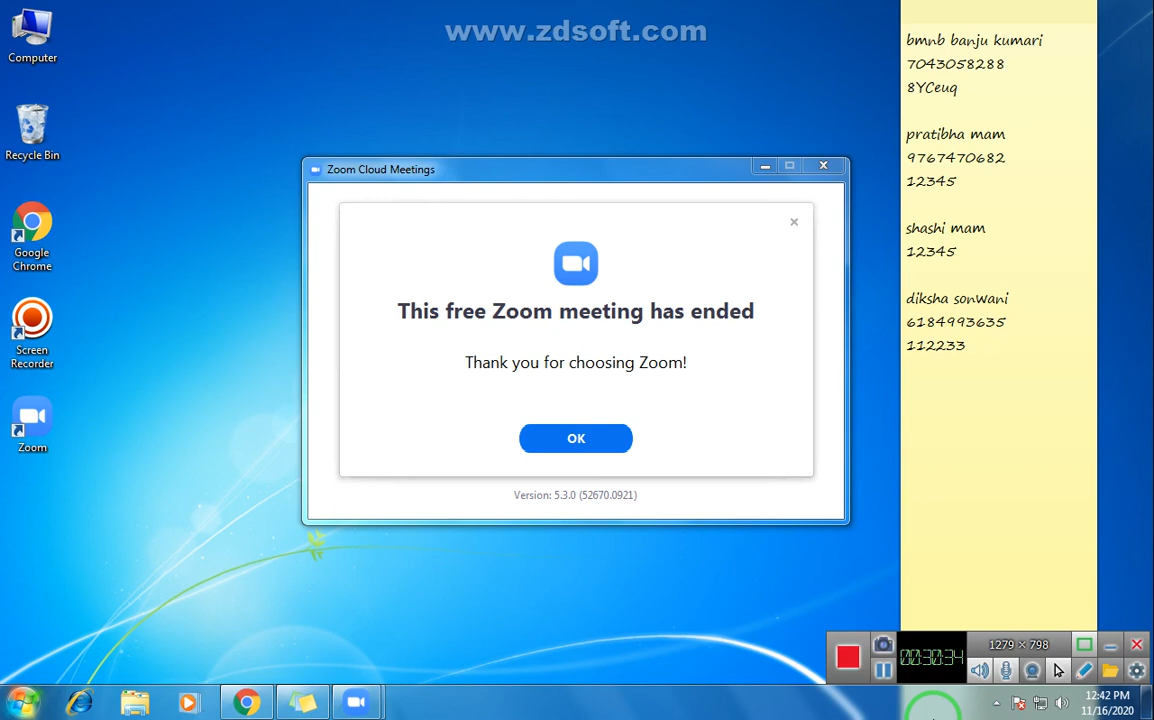 www.zdsoft.com
Computer
Recycle Bin
Google
Chrome
Screen
Recorder
Zoom
Zoom Cloud Meetings
This free Zoom meeting has ended
Thank you for choosing Zoom!
OK
Version: 5.3.0 (52670.0921)
bmnb banju kumari
7043058288
8YCeuq
pratibha mam
9767470682
12345
shashi mam
12345
diksha sonwani
6184993635
112233
00:30:34
1279 × 798
12:42 PM
11/16/2020